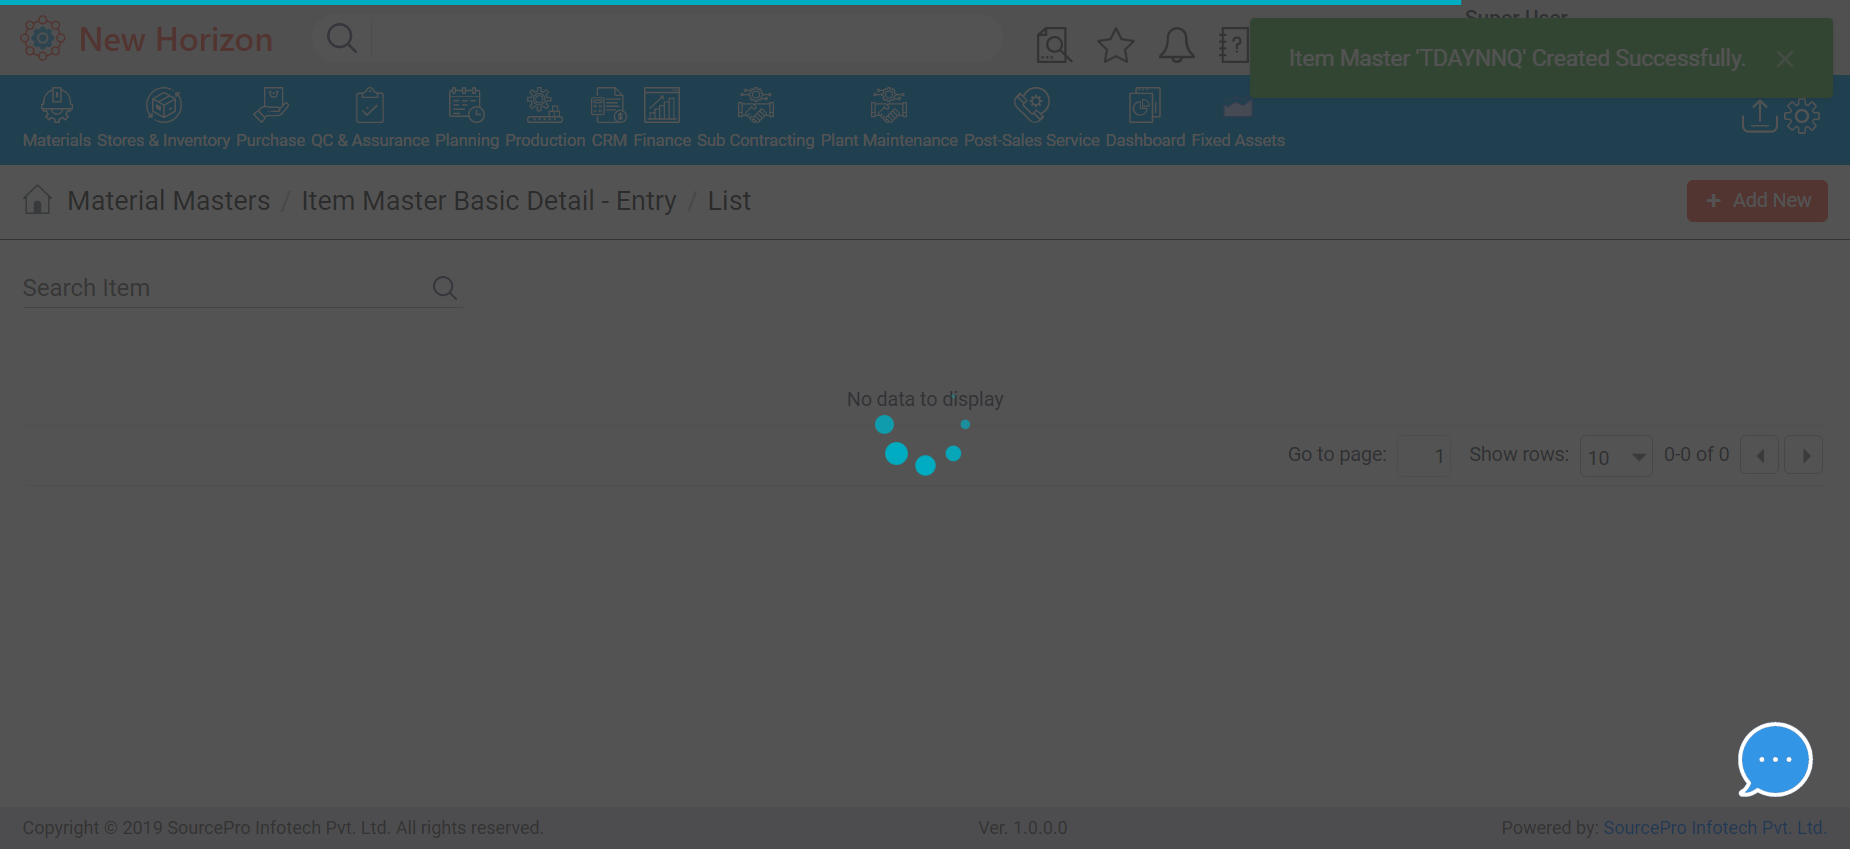 New Horizon
Super User
Item Master 'TDAYNNQ' Created Successfully.
Materials Stores & Inventory Purchase QC & Assurance Planning Production CRM Finance Sub Contracting Plant Maintenance Post-Sales Service Dashboard Fixed Assets
Material Masters / Item Master Basic Detail - Entry / List
+ Add New
Search Item
No data to display
Go to page: 1 Show rows: 10 0-0 of 0
Copyright © 2019 SourcePro Infotech Pvt. Ltd. All rights reserved. Ver. 1.0.0.0 Powered by: SourcePro Infotech Pvt. Ltd.